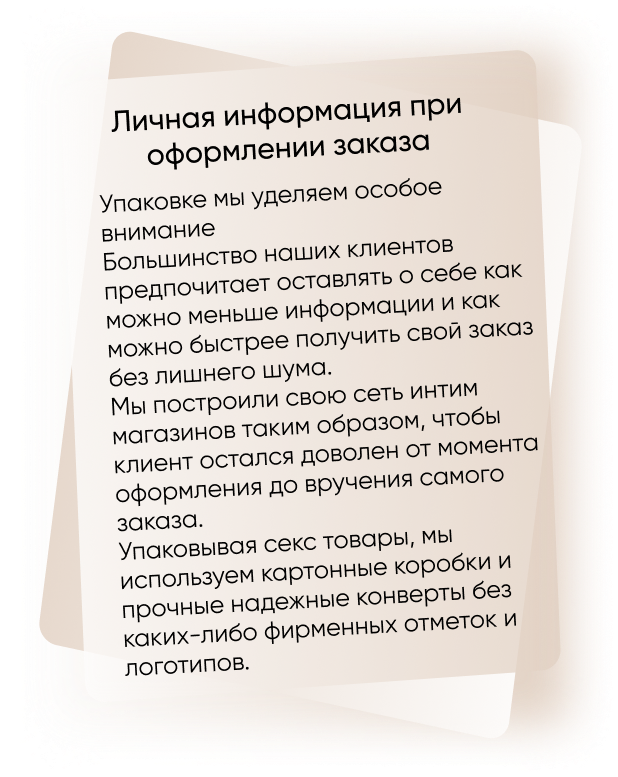 Личная информация при
оформлении заказа
Упаковке мы уделяем особое
внимание
Большинство наших клиентов
предпочитает оставлять о себе как
можно меньше информации и как
можно быстрее получить свой заказ
без лишнего шума.
Мы построили свою сеть интим
магазинов таким образом, чтобы
клиент остался доволен от момента
оформления до вручения самого
заказа.
Упаковывая секс товары, мы
используем картонные коробки и
прочные надежные конверты без
каких-либо фирменных отметок и
логотипов.